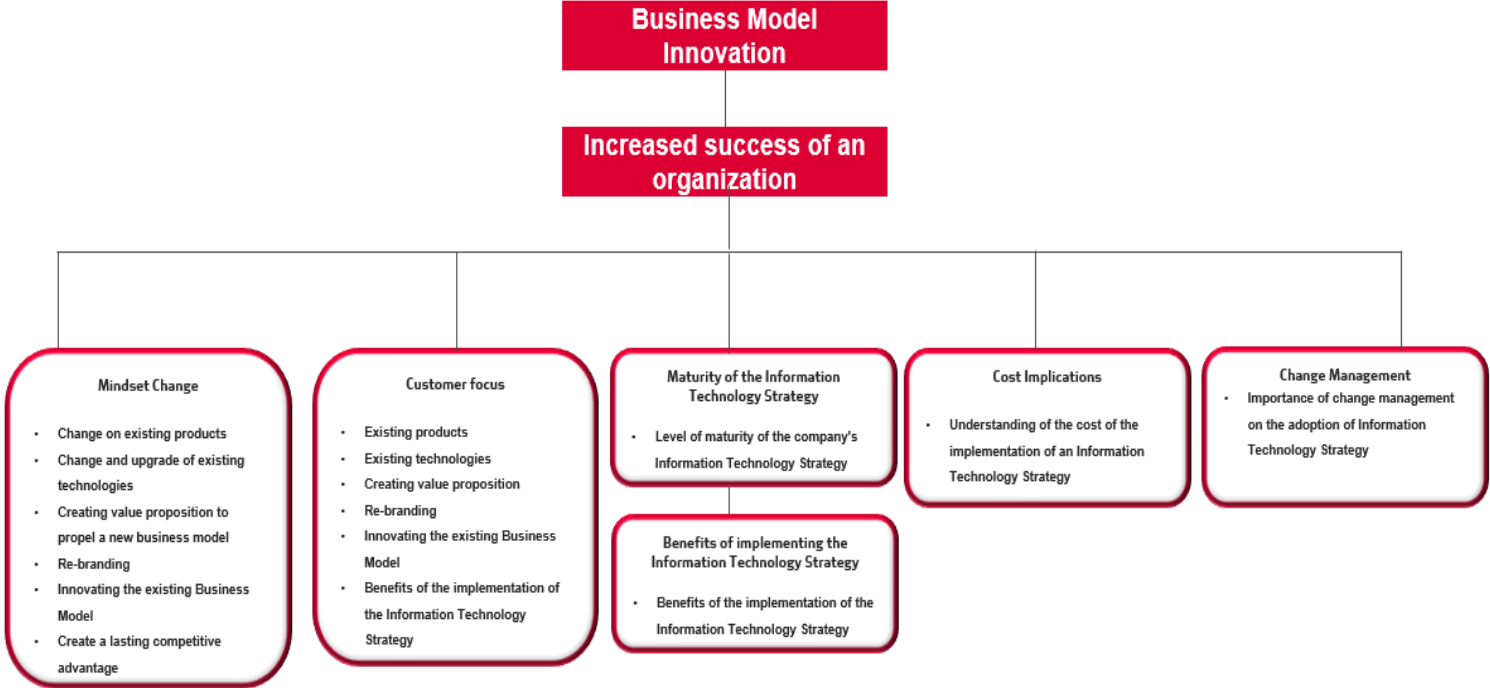 Business Model
Innovation
Increased success of an
organization
Mindset Change
▪ Change on existing products
▪ Change and upgrade of existing
technologies
▪ Creating value proposition to
propel a new business model
▪ Re-branding
▪ Innovating the existing Business
Model
▪ Create a lasting competitive
advantage
Customer focus
▪ Existing products
▪ Existing technologies
▪ Creating value proposition
▪ Re-branding
▪ Innovating the existing Business
Model
▪ Benefits of the implementation of
the Information Technology
Strategy
Maturity of the Information
Technology Strategy
▪ Level of maturity of the company's
Information Technology Strategy
Benefits of implementing the
Information Technology Strategy
▪ Benefits of the implementation of the
Information Technology Strategy
Cost Implications
▪ Understanding of the cost of the
implementation of an Information
Technology Strategy
Change Management
▪ Importance of change management
on the adoption of Information
Technology Strategy